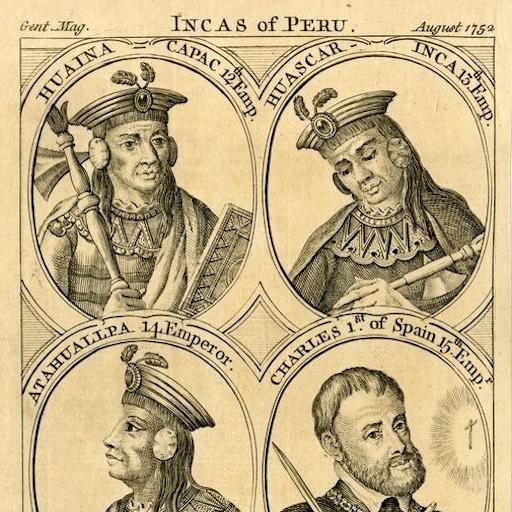 Gent. Mag.
INCAS of PERU.
August 1752
HUAINA = CAPAC 12th Emp.
HUASCAR - INCA 13th Emp.
ATAHUALLPA. 14. Emperor.
CHARLES 1st. of Spain 15th Emp.r